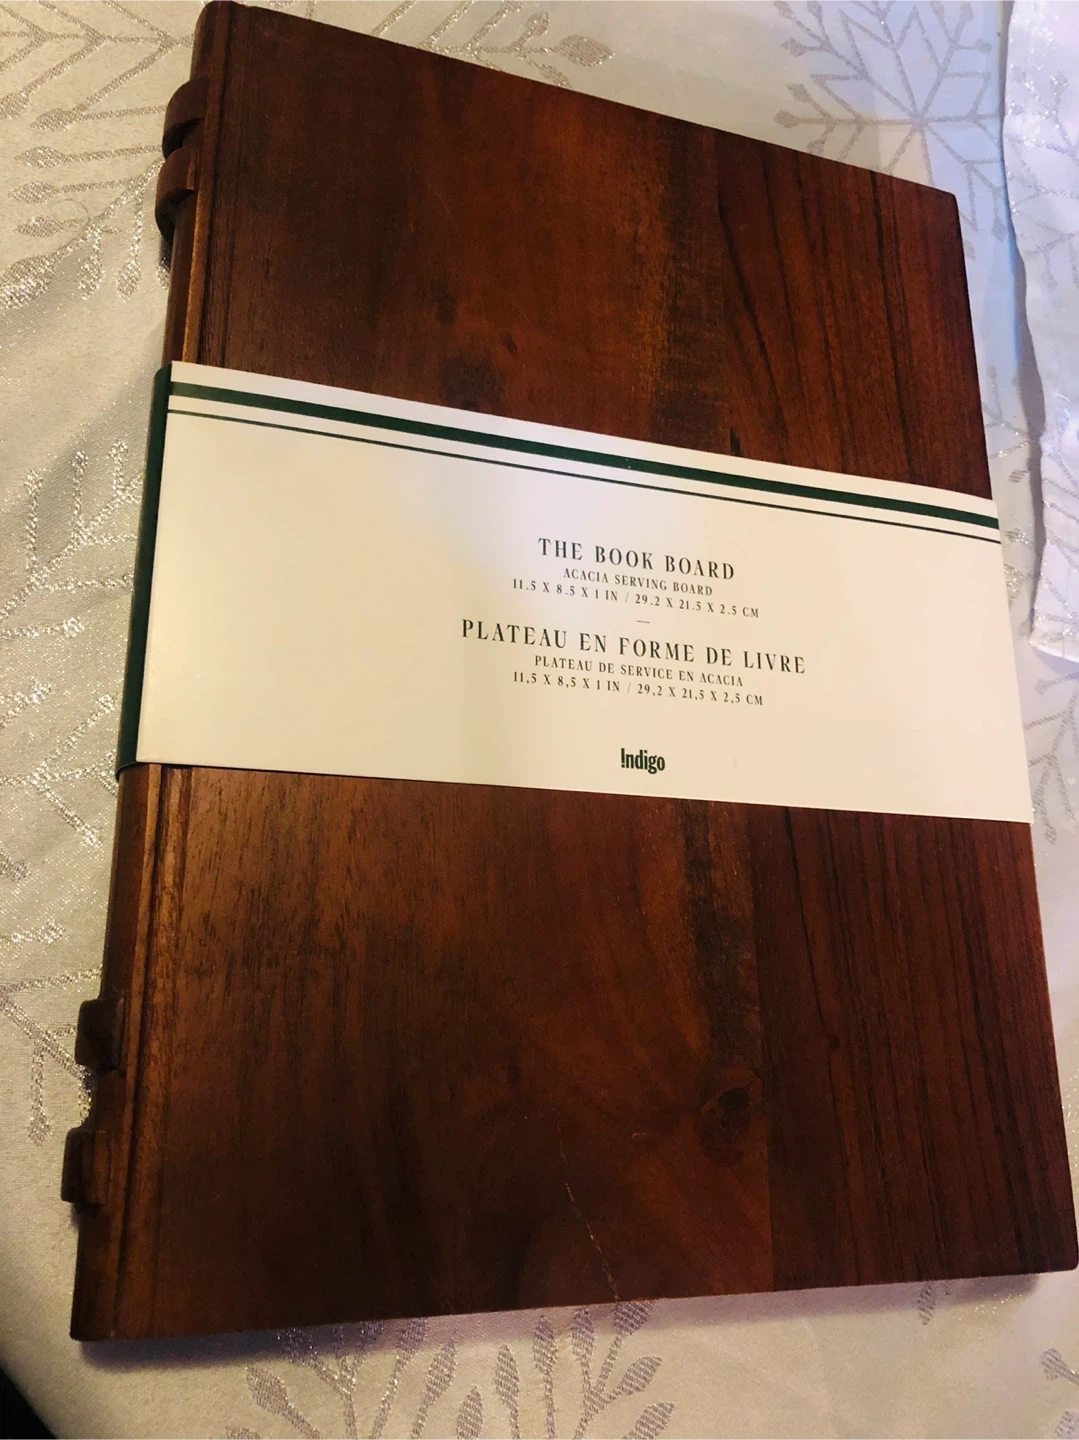 THE BOOK BOARD
ACACIA SERVING BOARD
11.5 X 8.5 X 1 IN / 29.2 X 21.5 X 2.5 CM
—
PLATEAU EN FORME DE LIVRE
PLATEAU DE SERVICE EN ACACIA
11,5 X 8,5 X 1 IN / 29,2 X 21,5 X 2,5 CM
!ndigo